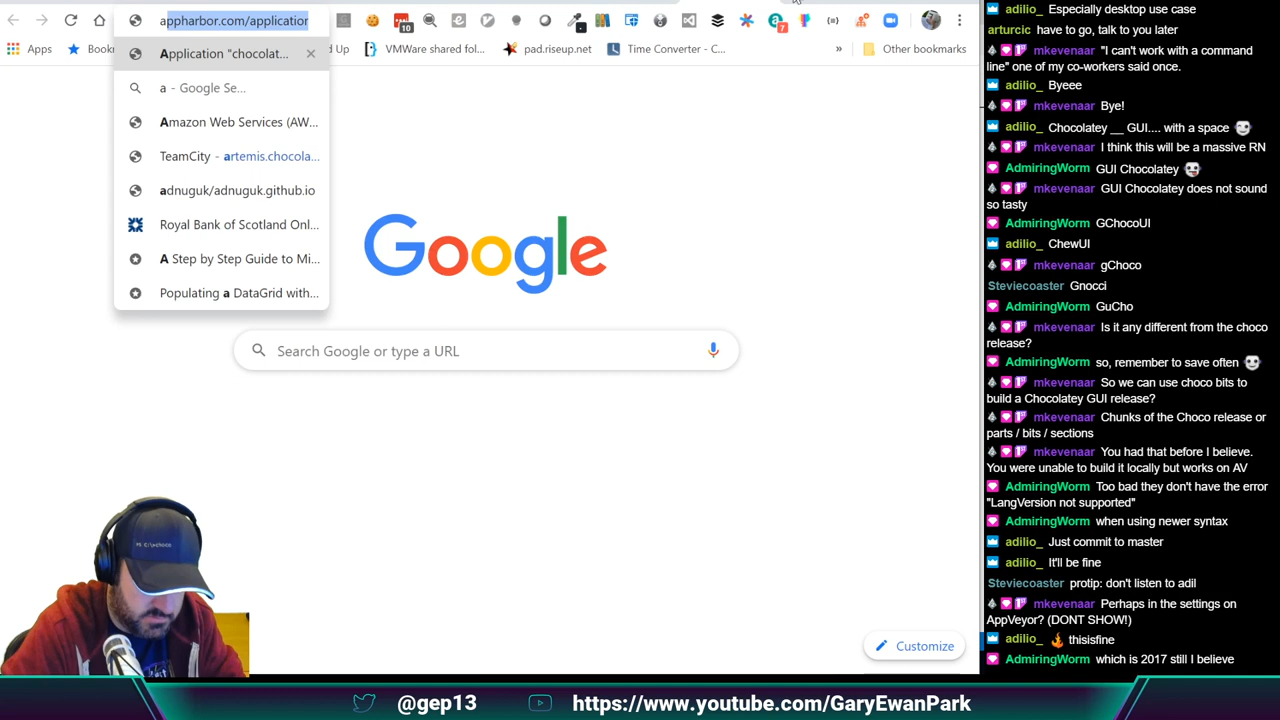 appharbor.com/application
Application "chocolat...
a - Google Se...
Amazon Web Services (AW...
TeamCity - artemis.chocola...
adnuguk/adnuguk.github.io
Royal Bank of Scotland Onl...
A Step by Step Guide to Mi...
Populating a DataGrid with...
10
7
Apps
Book
d Up
VMWare shared fol...
pad.riseup.net
Time Converter - C...
»
Other bookmarks
Google
Search Google or type a URL
Customize
adilio_ Especially desktop use case
arturcic have to go, talk to you later
mkevenaar "I can't work with a command
line" one of my co-workers said once.
adilio_ Byeee
mkevenaar Bye!
adilio_ Chocolatey __ GUI.... with a space
mkevenaar I think this will be a massive RN
AdmiringWorm GUI Chocolatey
mkevenaar GUI Chocolatey does not sound
so tasty
AdmiringWorm GChocoUI
adilio_ ChewUI
mkevenaar gChoco
Steviecoaster Gnocci
AdmiringWorm GuCho
mkevenaar Is it any different from the choco
release?
AdmiringWorm so, remember to save often
mkevenaar So we can use choco bits to
build a Chocolatey GUI release?
mkevenaar Chunks of the Choco release or
parts / bits / sections
mkevenaar You had that before I believe.
You were unable to build it locally but works on AV
AdmiringWorm Too bad they don't have the error
"LangVersion not supported"
AdmiringWorm when using newer syntax
adilio_ Just commit to master
adilio_ It'll be fine
Steviecoaster protip: don't listen to adil
mkevenaar Perhaps in the settings on
AppVeyor? (DONT SHOW!)
adilio_ thisisfine
AdmiringWorm which is 2017 still I believe
@gep13
https://www.youtube.com/GaryEwanPark